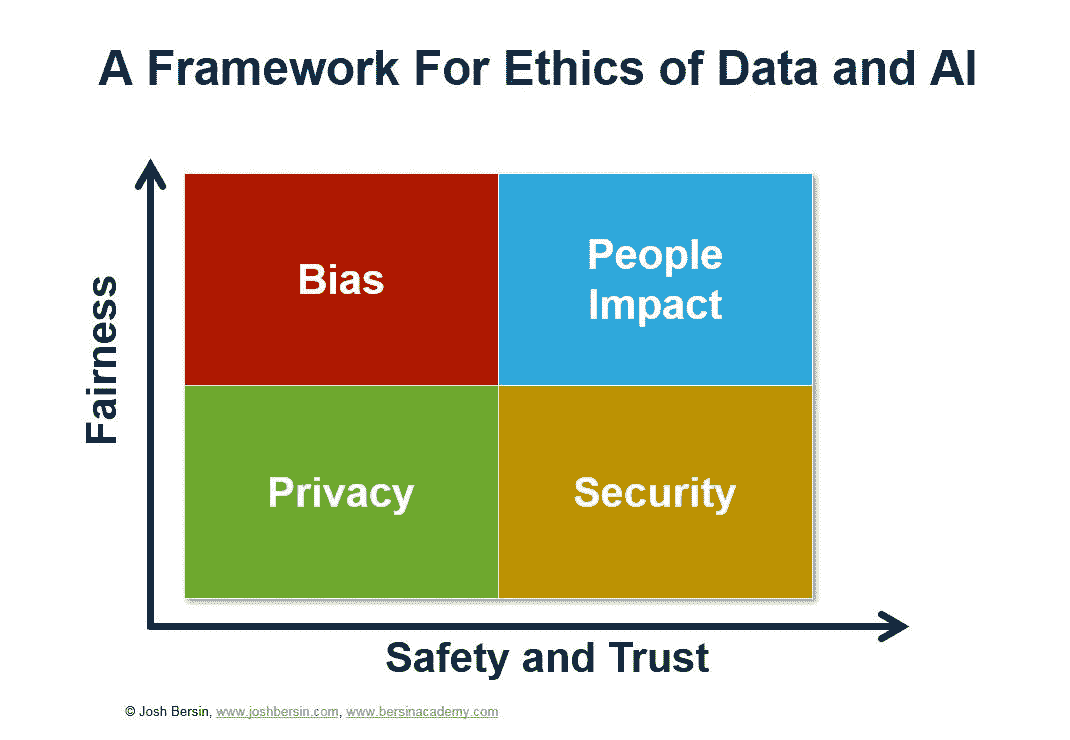 A Framework For Ethics of Data and AI
Fairness
Bias
People
Impact
Privacy
Security
Safety and Trust
© Josh Bersin, www.joshbersin.com, www.bersinacademy.com